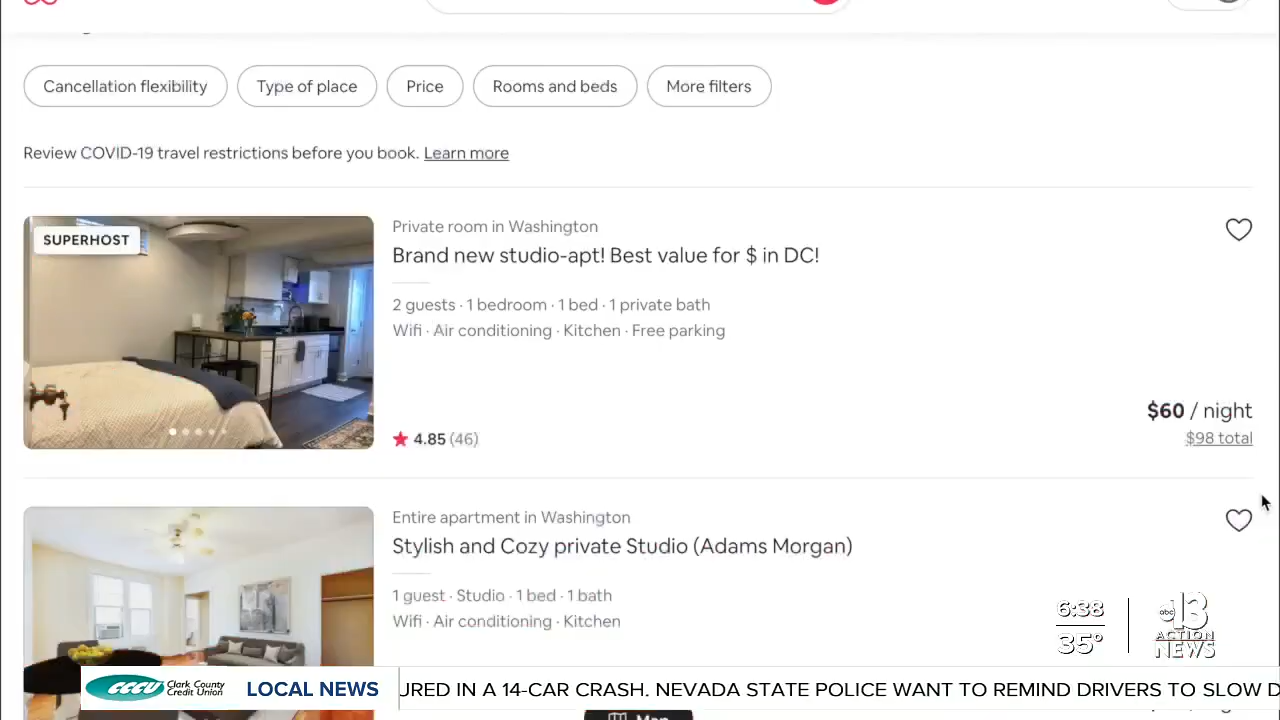 Cancellation flexibility
Type of place
Price
Rooms and beds
More filters
Review COVID-19 travel restrictions before you book. Learn more
SUPERHOST
Private room in Washington
Brand new studio-apt! Best value for $ in DC!
2 guests · 1 bedroom · 1 bed · 1 private bath
Wifi · Air conditioning · Kitchen · Free parking
$60 / night
4.85 (46)
$98 total
Entire apartment in Washington
Stylish and Cozy private Studio (Adams Morgan)
1 guest · Studio · 1 bed · 1 bath
Wifi · Air conditioning · Kitchen
6:38
35°
abc 13
ACTION
NEWS
CCCU Clark County
Credit Union
LOCAL NEWS
URED IN A 14-CAR CRASH. NEVADA STATE POLICE WANT TO REMIND DRIVERS TO SLOW D
Map